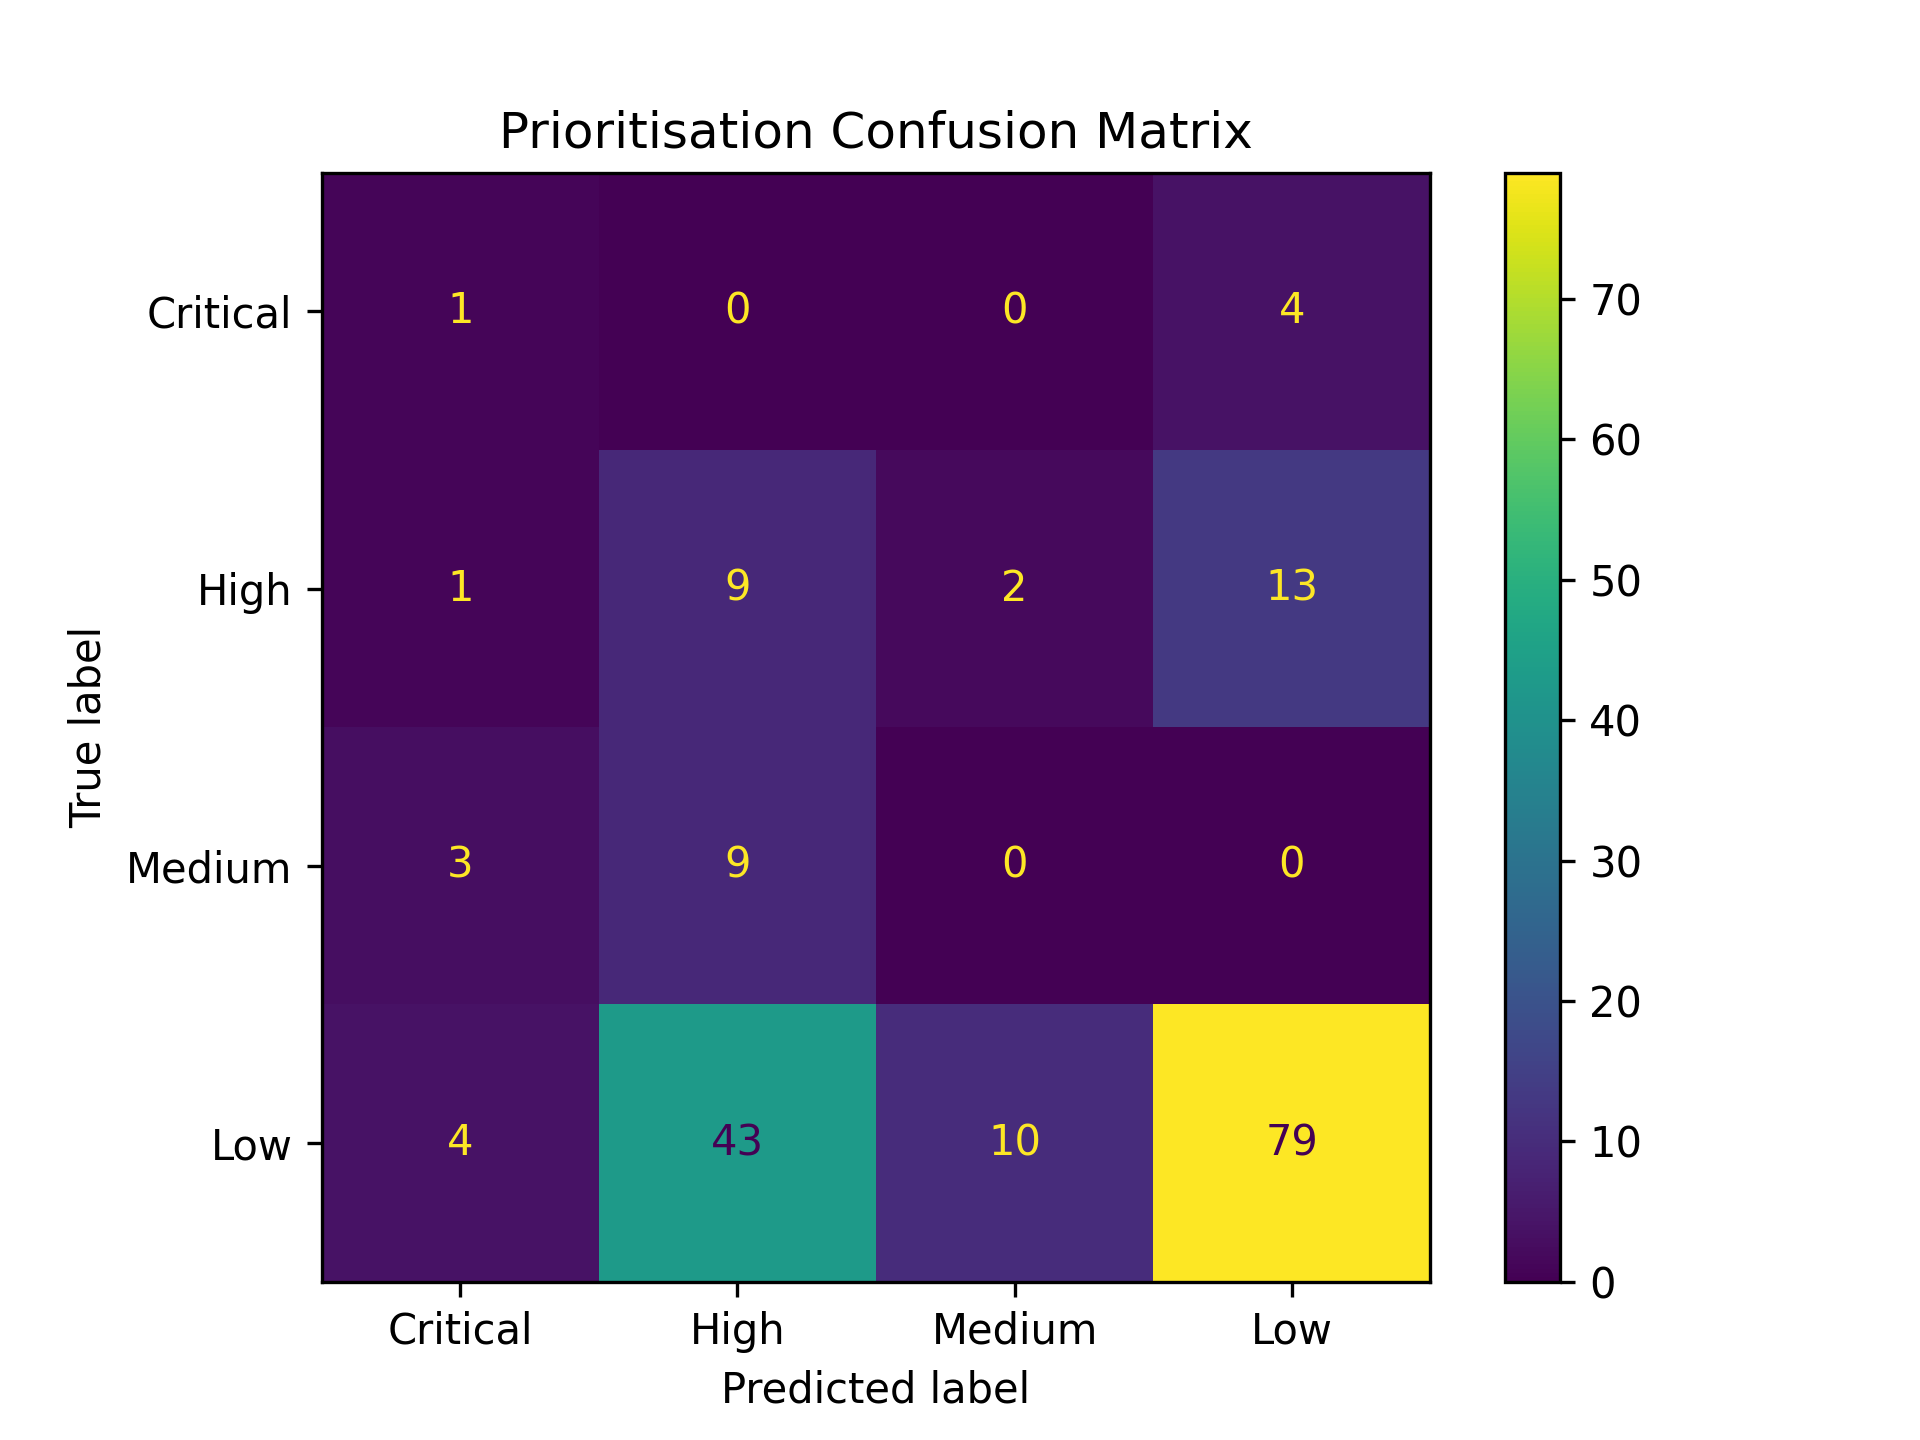 Prioritisation Confusion Matrix
Critical 1 0 0 4
High 1 9 2 13
Medium 3 9 0 0
Low 4 43 10 79
True label
Critical High Medium Low
Predicted label
70
60
50
40
30
20
10
0